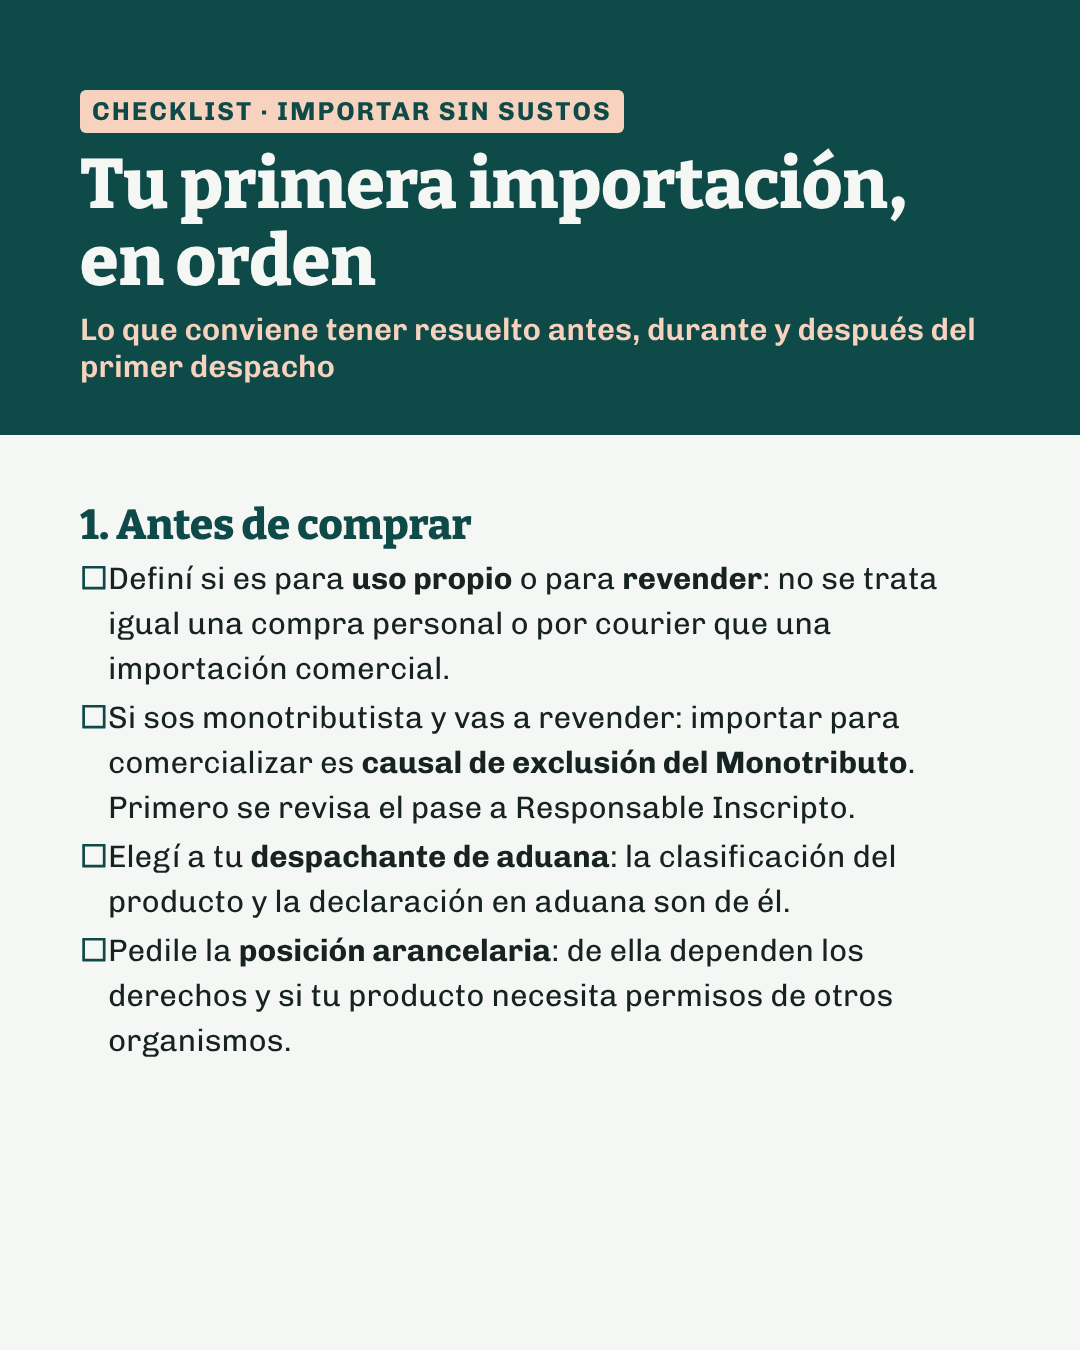 CHECKLIST · IMPORTAR SIN SUSTOS
Tu primera importación,
en orden
Lo que conviene tener resuelto antes, durante y después del
primer despacho
1. Antes de comprar
☐Definí si es para uso propio o para revender: no se trata
igual una compra personal o por courier que una
importación comercial.
☐Si sos monotributista y vas a revender: importar para
comercializar es causal de exclusión del Monotributo.
Primero se revisa el pase a Responsable Inscripto.
☐Elegí a tu despachante de aduana: la clasificación del
producto y la declaración en aduana son de él.
☐Pedile la posición arancelaria: de ella dependen los
derechos y si tu producto necesita permisos de otros
organismos.